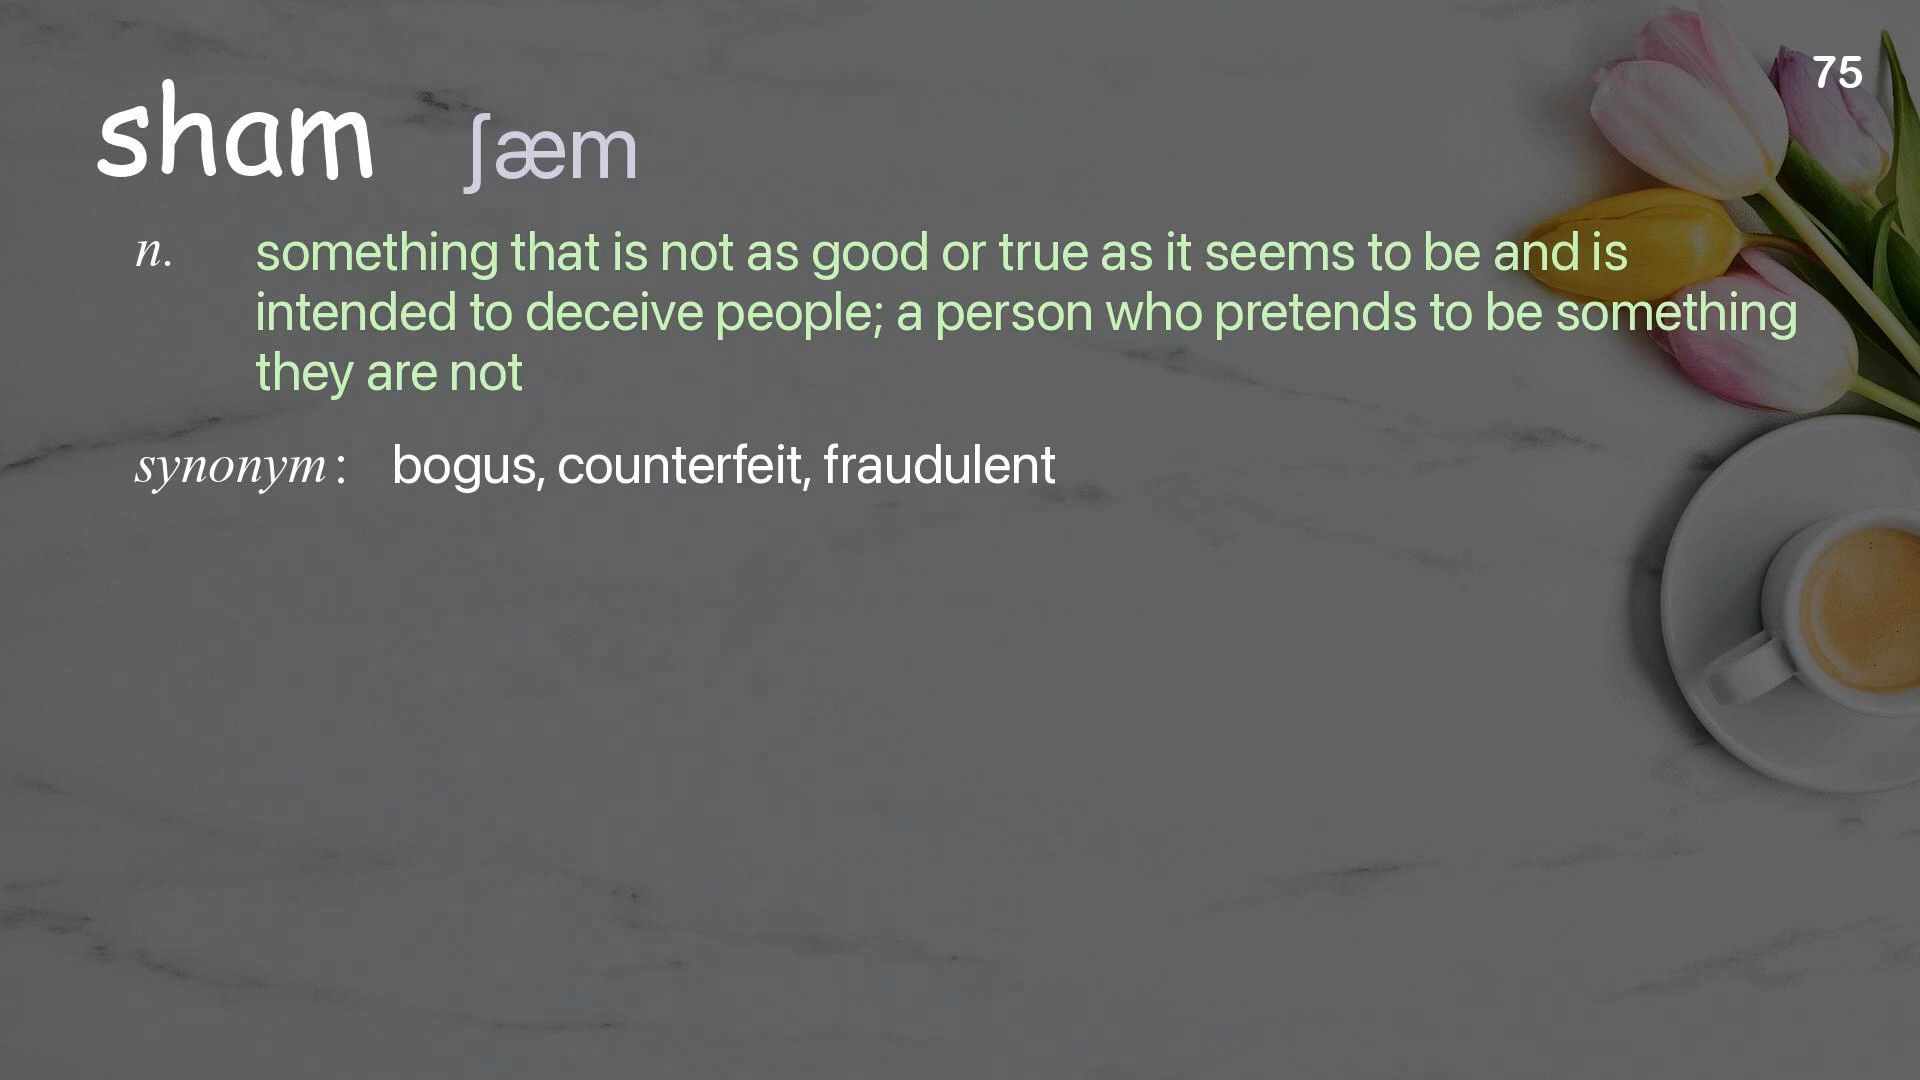 75
sham ʃæm
n. something that is not as good or true as it seems to be and is
intended to deceive people; a person who pretends to be something
they are not
synonym: bogus, counterfeit, fraudulent